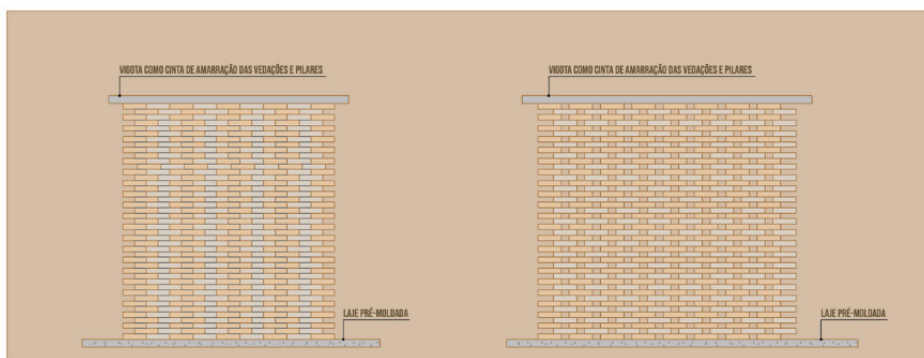 VIGOTA COMO CINTA DE AMARRAÇÃO DAS VEDAÇÕES E PILARES
VIGOTA COMO CINTA DE AMARRAÇÃO DAS VEDAÇÕES E PILARES
LAJE PRÉ-MOLDADA
LAJE PRÉ-MOLDADA